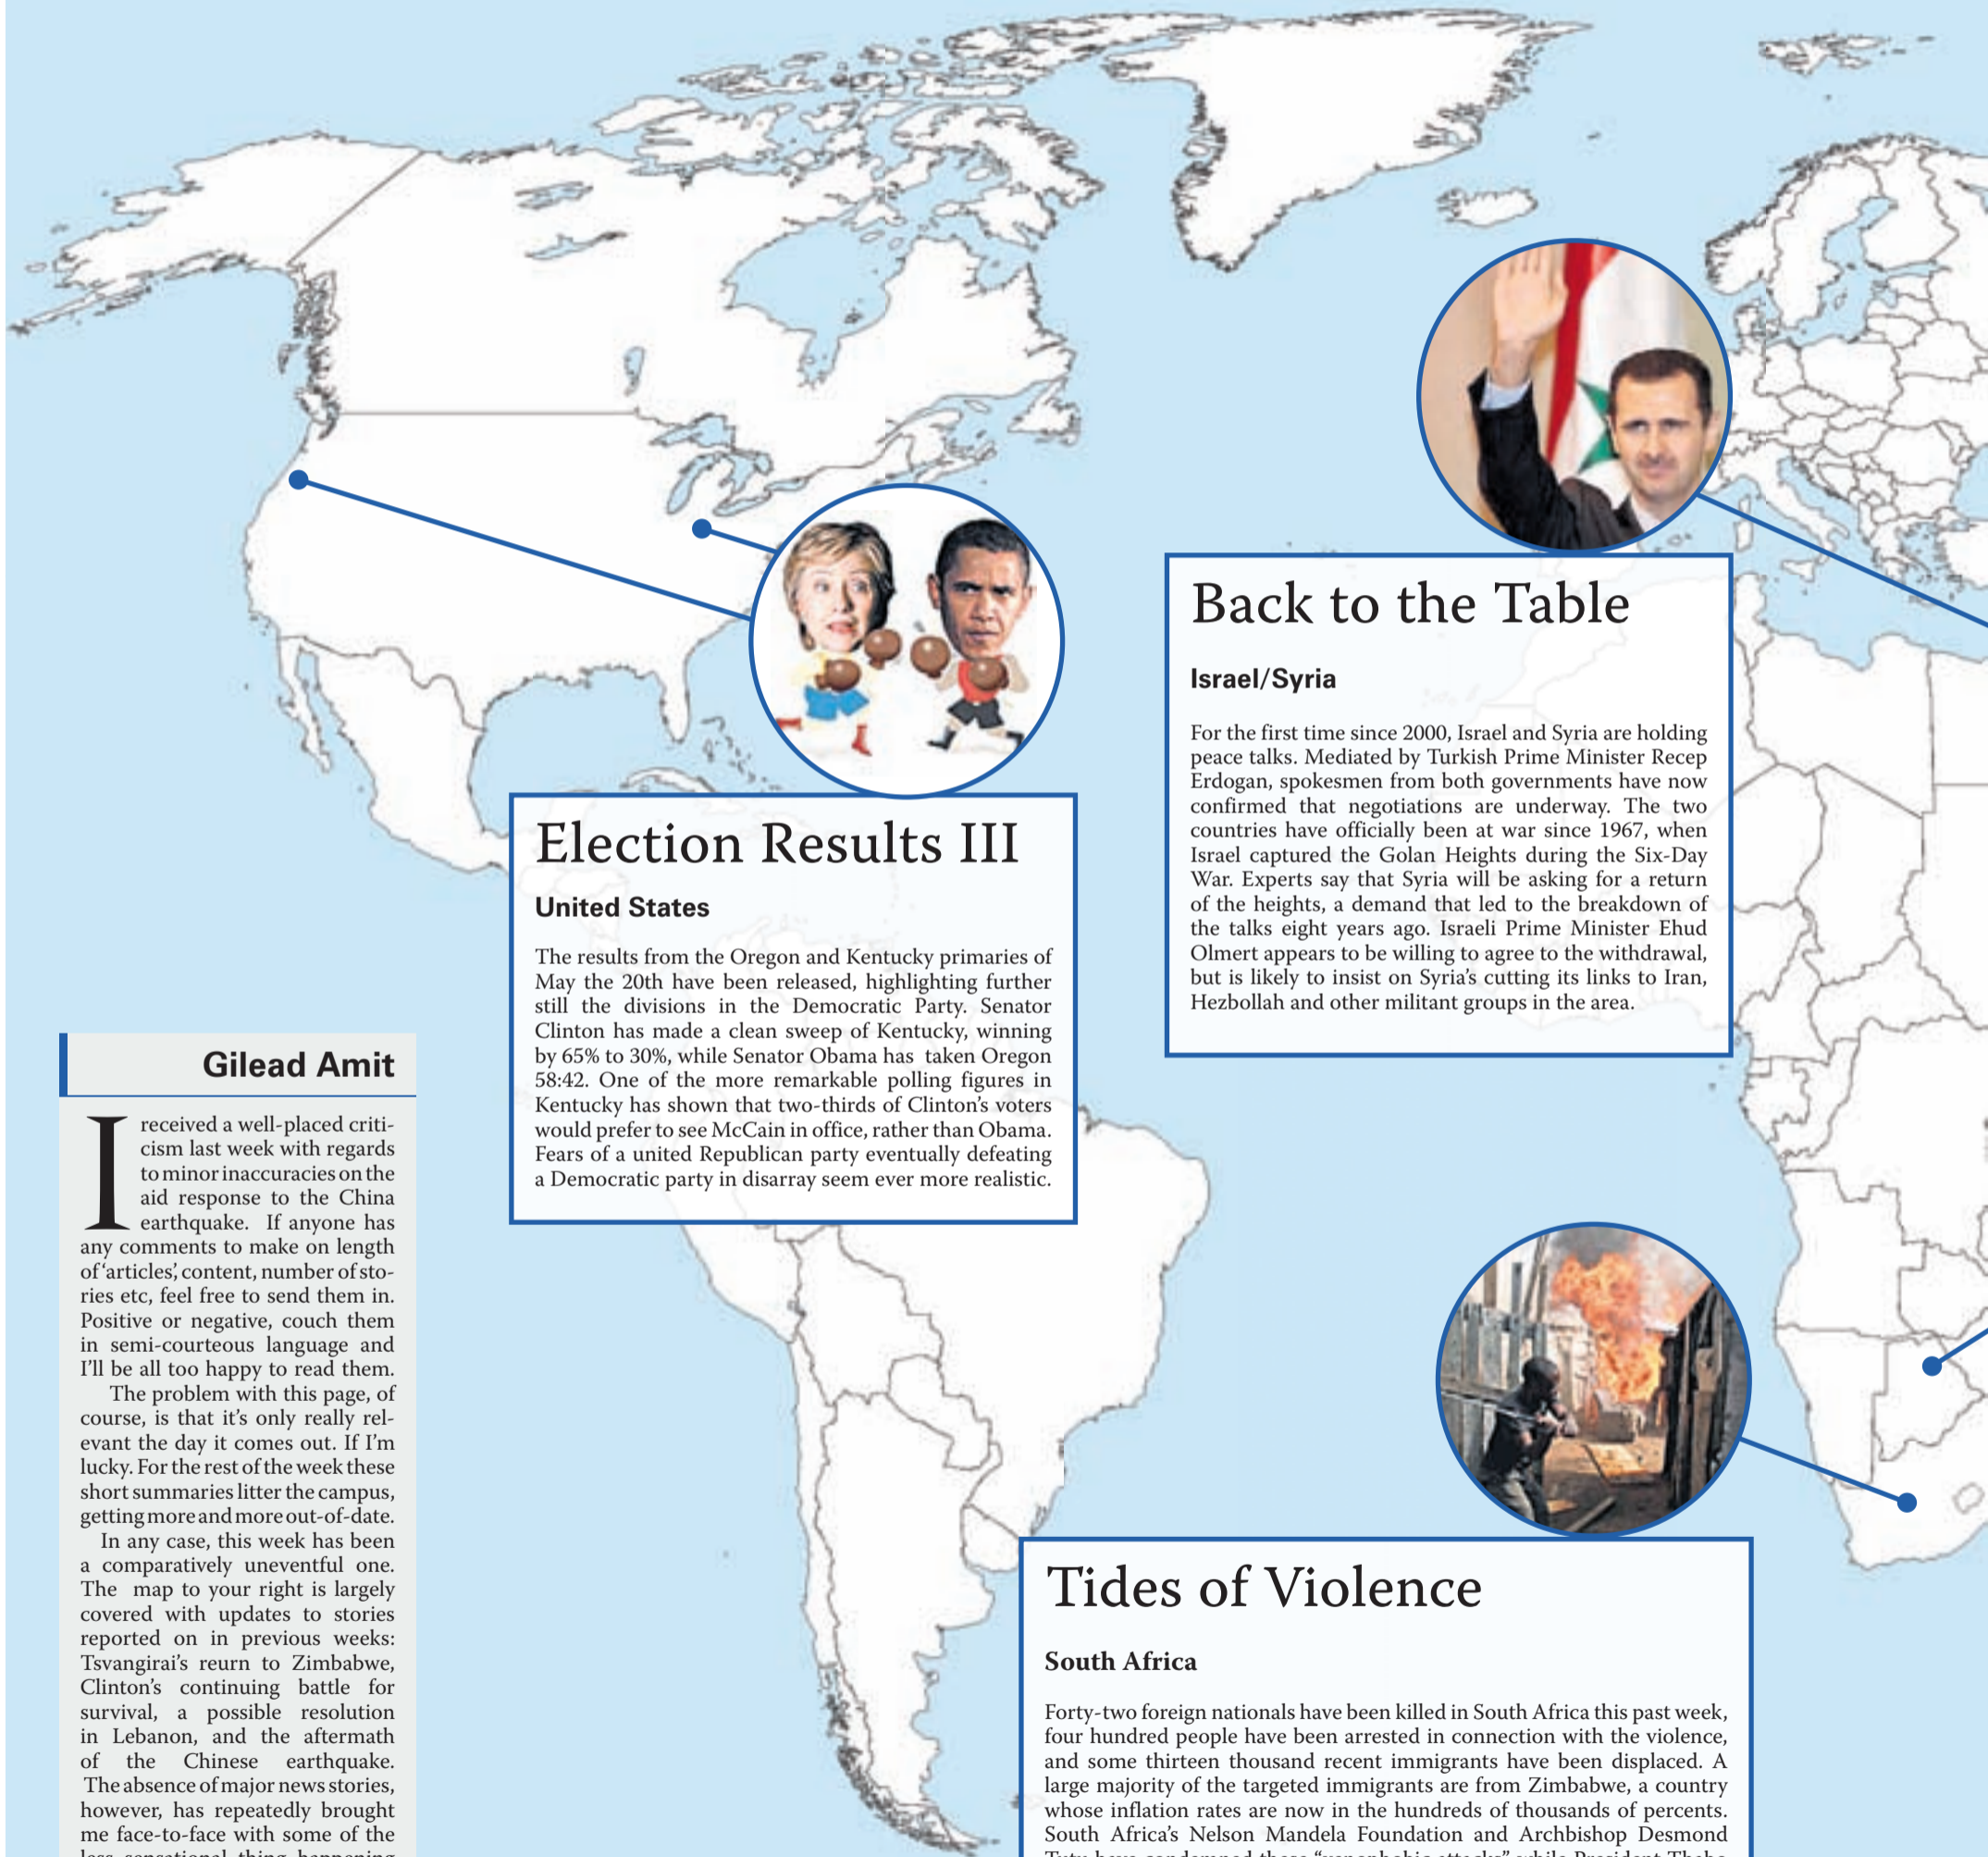 Back to the Table
Israel/Syria
For the first time since 2000, Israel and Syria are holding
peace talks. Mediated by Turkish Prime Minister Recep
Erdogan, spokesmen from both governments have now
confirmed that negotiations are underway. The two
countries have officially been at war since 1967, when
Israel captured the Golan Heights during the Six-Day
War. Experts say that Syria will be asking for a return
of the heights, a demand that led to the breakdown of
the talks eight years ago. Israeli Prime Minister Ehud
Olmert appears to be willing to agree to the withdrawal,
but is likely to insist on Syria's cutting its links to Iran,
Hezbollah and other militant groups in the area.
Election Results III
United States
The results from the Oregon and Kentucky primaries of
May the 20th have been released, highlighting further
still the divisions in the Democratic Party. Senator
Clinton has made a clean sweep of Kentucky, winning
by 65% to 30%, while Senator Obama has taken Oregon
58:42. One of the more remarkable polling figures in
Kentucky has shown that two-thirds of Clinton's voters
would prefer to see McCain in office, rather than Obama.
Fears of a united Republican party eventually defeating
a Democratic party in disarray seem ever more realistic.
Gilead Amit
I received a well-placed criti-
cism last week with regards
to minor inaccuracies on the
aid response to the China
earthquake. If anyone has
any comments to make on length
of 'articles', content, number of sto-
ries etc, feel free to send them in.
Positive or negative, couch them
in semi-courteous language and
I'll be all too happy to read them.
The problem with this page, of
course, is that it's only really rel-
evant the day it comes out. If I'm
lucky. For the rest of the week these
short summaries litter the campus,
getting more and more out-of-date.
In any case, this week has been
a comparatively uneventful one.
The map to your right is largely
covered with updates to stories
reported on in previous weeks:
Tsvangirai's reurn to Zimbabwe,
Clinton's continuing battle for
survival, a possible resolution
in Lebanon, and the aftermath
of the Chinese earthquake.
The absence of major news stories,
however, has repeatedly brought
me face-to-face with some of the
less sensational thing happening
Tides of Violence
South Africa
Forty-two foreign nationals have been killed in South Africa this past week,
four hundred people have been arrested in connection with the violence,
and some thirteen thousand recent immigrants have been displaced. A
large majority of the targeted immigrants are from Zimbabwe, a country
whose inflation rates are now in the hundreds of thousands of percents.
South Africa's Nelson Mandela Foundation and Archbishop Desmond
Tutu have condemned these "xenophobic attacks" while President Thabo